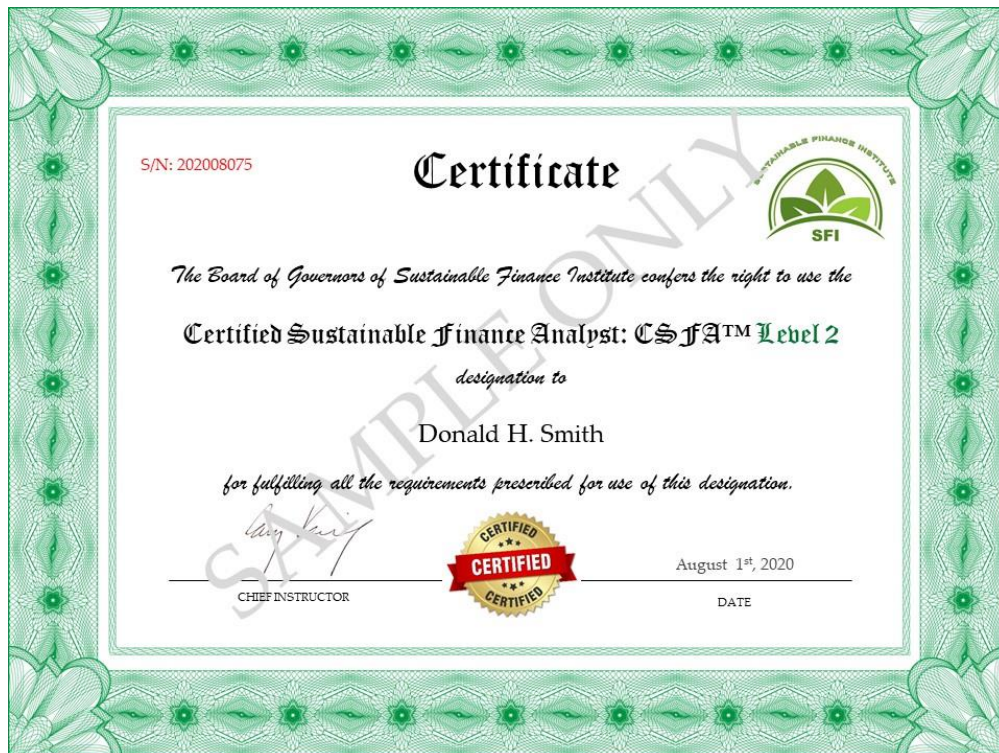 S/N: 202008075
Certificate
SUSTAINABLE FINANCE INSTITUTE
SFI
The Board of Governors of Sustainable Finance Institute confers the right to use the
Certified Sustainable Finance Analyst: CSFA™ Level 2
designation to
Donald H. Smith
for fulfilling all the requirements prescribed for use of this designation.
SAMPLE ONLY
CERTIFIED
CERTIFIED
CERTIFIED
August 1st, 2020
CHIEF INSTRUCTOR
DATE